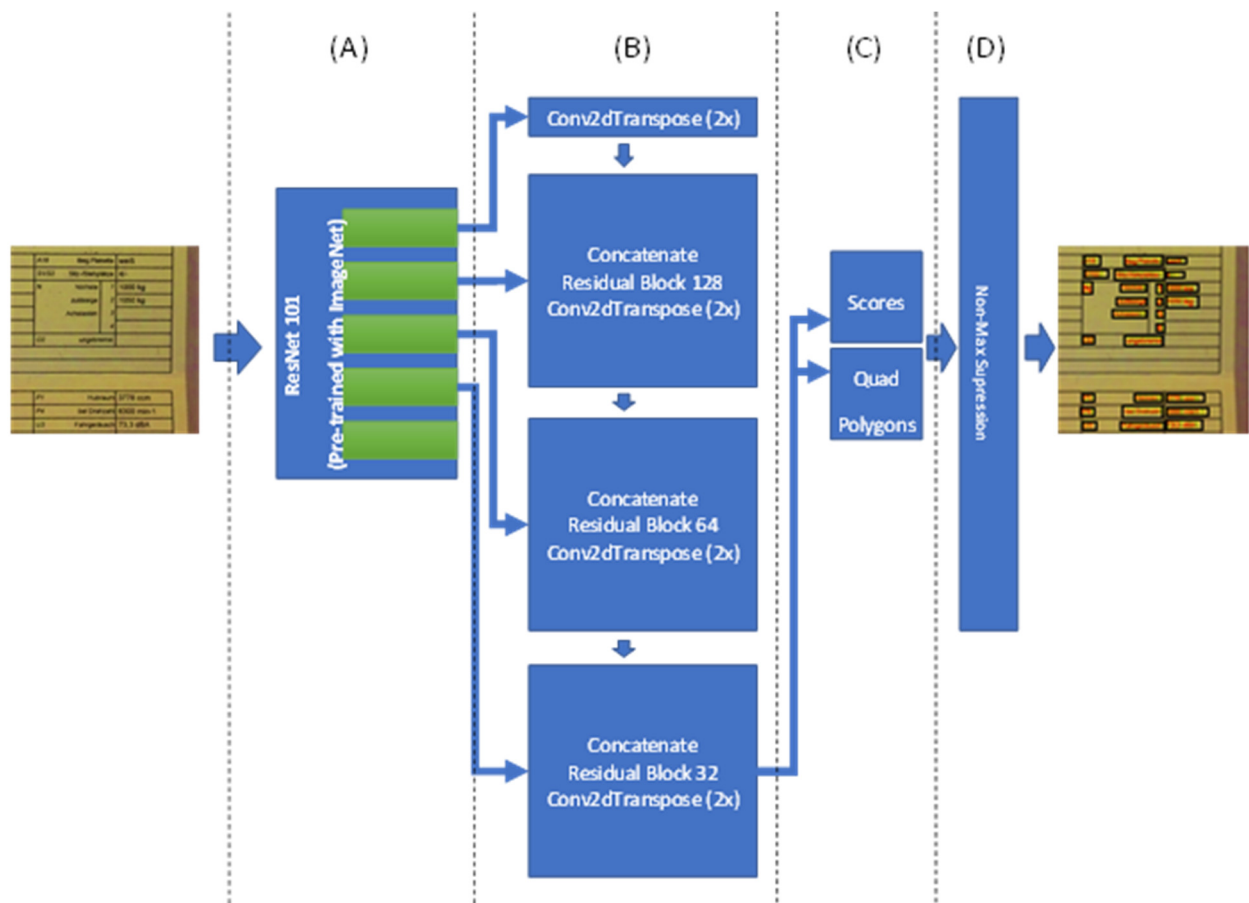 (A)
(B)
(C)
(D)
Conv2dTranspose (2x)
ResNet 101
(Pre-trained with ImageNet)
Concatenate
Residual Block 128
Conv2dTranspose (2x)
Concatenate
Residual Block 64
Conv2dTranspose (2x)
Concatenate
Residual Block 32
Conv2dTranspose (2x)
Scores
Quad
Polygons
Non-Max Supression